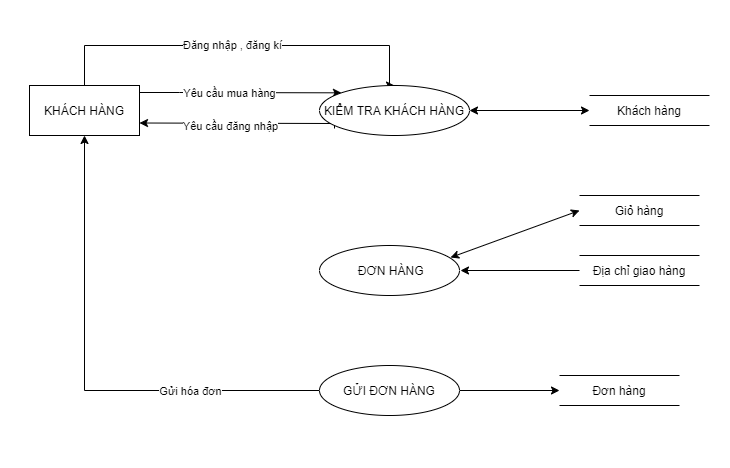 Đăng nhập , đăng kí
Yêu cầu mua hàng
KHÁCH HÀNG
KIỂM TRA KHÁCH HÀNG
Khách hàng
Yêu cầu đăng nhập
Giỏ hàng
ĐƠN HÀNG
Địa chỉ giao hàng
Gửi hóa đơn
GỬI ĐƠN HÀNG
Đơn hàng